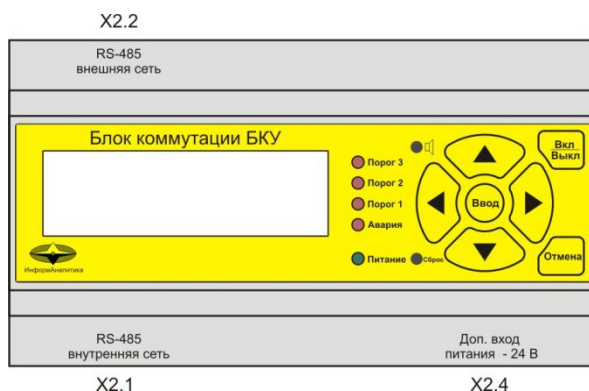 X2.2
RS-485
внешняя сеть
Блок коммутации БКУ
Порог 3
Порог 2
Порог 1
Авария
Питание
Сброс
Вкл
Выкл
Ввод
Отмена
ИнформАналитика
RS-485
внутренняя сеть
Доп. вход
питания - 24 В
X2.1
X2.4